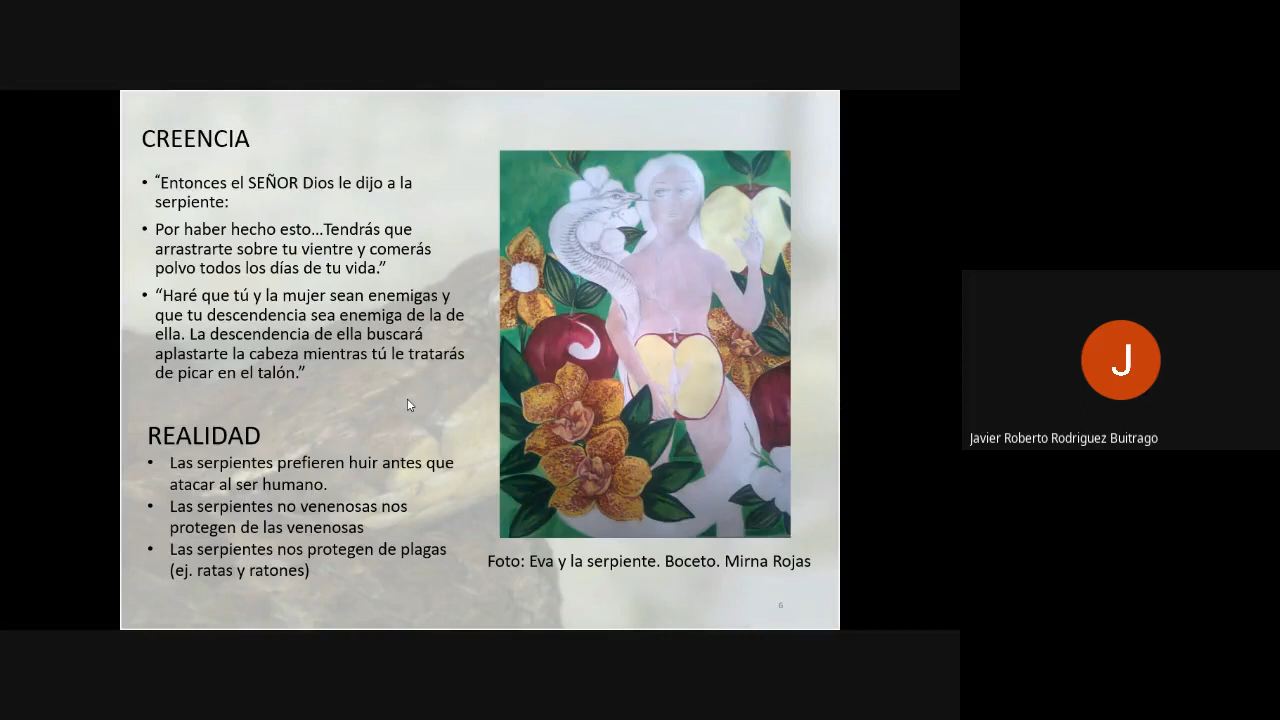 CREENCIA
• “Entonces el SEÑOR Dios le dijo a la
serpiente:
• Por haber hecho esto...Tendrás que
arrastrarte sobre tu vientre y comerás
polvo todos los días de tu vida.”
• “Haré que tú y la mujer sean enemigas y
que tu descendencia sea enemiga de la de
ella. La descendencia de ella buscará
aplastarte la cabeza mientras tú le tratarás
de picar en el talón.”
REALIDAD
• Las serpientes prefieren huir antes que
atacar al ser humano.
• Las serpientes no venenosas nos
protegen de las venenosas
• Las serpientes nos protegen de plagas
(ej. ratas y ratones)
Foto: Eva y la serpiente. Boceto. Mirna Rojas
6
J
Javier Roberto Rodriguez Buitrago